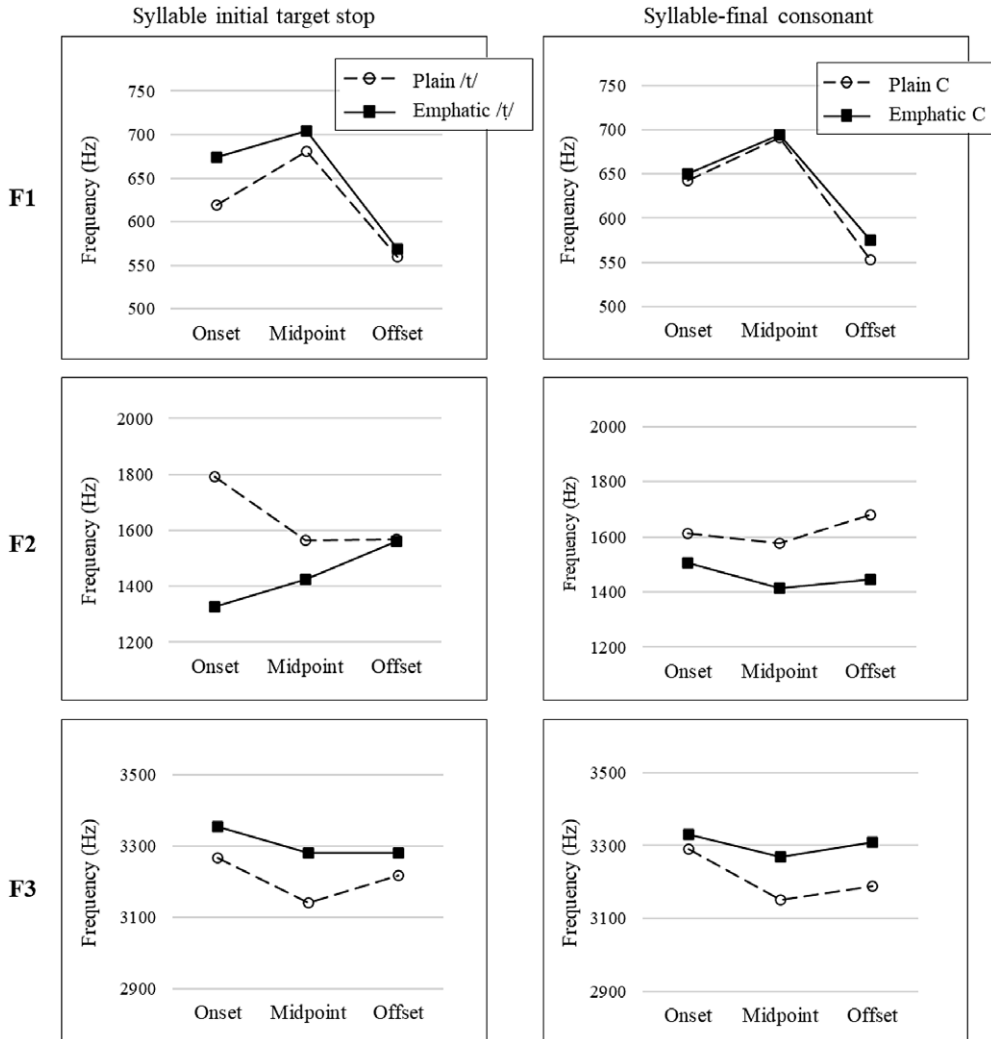 Syllable initial target stop
Syllable-final consonant
F1
Frequency (Hz)
750
700
650
600
550
500
Onset Midpoint Offset
Plain /t/
Emphatic /ṭ/
Frequency (Hz)
750
700
650
600
550
500
Onset Midpoint Offset
Plain C
Emphatic C
F2
Frequency (Hz)
2000
1800
1600
1400
1200
Onset Midpoint Offset
Frequency (Hz)
2000
1800
1600
1400
1200
Onset Midpoint Offset
F3
Frequency (Hz)
3500
3300
3100
2900
Onset Midpoint Offset
Frequency (Hz)
3500
3300
3100
2900
Onset Midpoint Offset